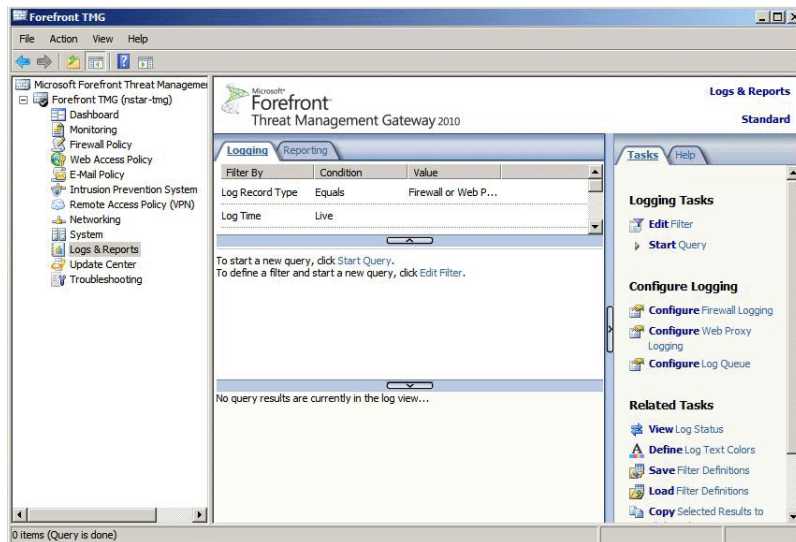 Forefront TMG
File Action View Help
Microsoft Forefront Threat Managemer
Forefront TMG (nstar-tmg)
Dashboard
Monitoring
Firewall Policy
Web Access Policy
E-Mail Policy
Intrusion Prevention System
Remote Access Policy (VPN)
Networking
System
Logs & Reports
Update Center
Troubleshooting
Microsoft®
Forefront™
Threat Management Gateway 2010
Logs & Reports
Standard
Logging Reporting
Filter By Condition Value
Log Record Type Equals Firewall or Web P...
Log Time Live
To start a new query, click Start Query.
To define a filter and start a new query, click Edit Filter.
No query results are currently in the log view...
Tasks Help
Logging Tasks
Edit Filter
Start Query
Configure Logging
Configure Firewall Logging
Configure Web Proxy
Logging
Configure Log Queue
Related Tasks
View Log Status
Define Log Text Colors
Save Filter Definitions
Load Filter Definitions
Copy Selected Results to
0 items (Query is done)